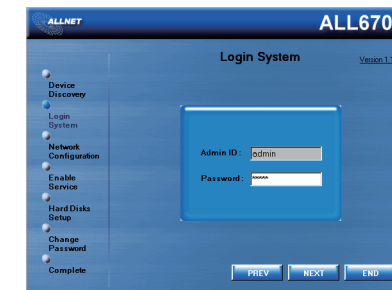 ALLNET
ALL670
Login System
Version 1.1
Device
Discovery
Login
System
Network
Configuration
Enable
Service
Hard Disks
Setup
Change
Password
Complete
Admin ID :
admin
Password :
*****
PREV
NEXT
END